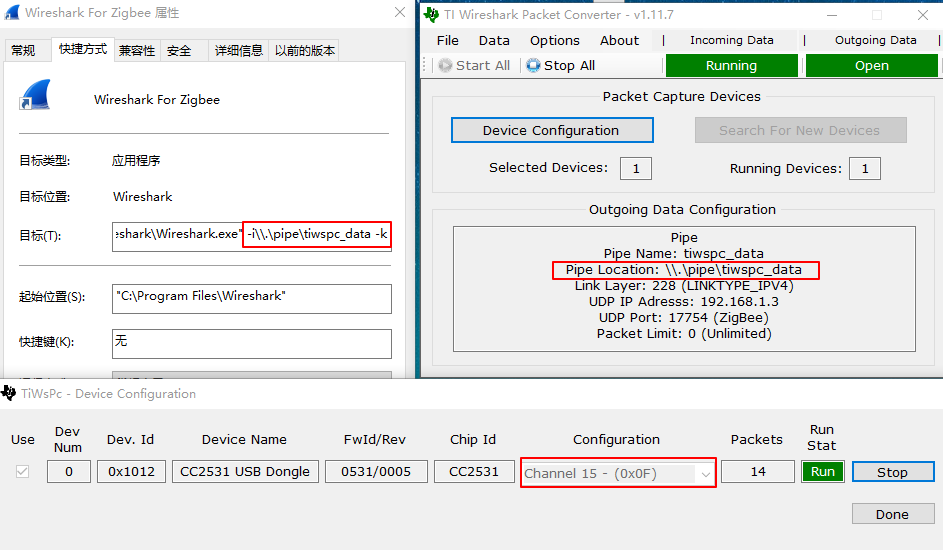 Wireshark For Zigbee 属性
常规 快捷方式 兼容性 安全 详细信息 以前的版本
Wireshark For Zigbee
目标类型: 应用程序
目标位置: Wireshark
目标(T): eshark\Wireshark.exe" -i\\.\pipe\tiwspc_data -k
起始位置(S): "C:\Program Files\Wireshark"
快捷键(K): 无
TI Wireshark Packet Converter - v1.11.7
File Data Options About | Incoming Data | Outgoing Data |
Start All Stop All Running Open
Packet Capture Devices
Device Configuration Search For New Devices
Selected Devices: 1 Running Devices: 1
Outgoing Data Configuration
Pipe
Pipe Name: tiwspc_data
Pipe Location: \\.\pipe\tiwspc_data
Link Layer: 228 (LINKTYPE_IPV4)
UDP IP Adresss: 192.168.1.3
UDP Port: 17754 (ZigBee)
Packet Limit: 0 (Unlimited)
TiWsPc - Device Configuration
Use Dev Num Dev. Id Device Name FwId/Rev Chip Id Configuration Packets Run Stat
0 0x1012 CC2531 USB Dongle 0531/0005 CC2531 Channel 15 - (0x0F) 14 Run Stop
Done